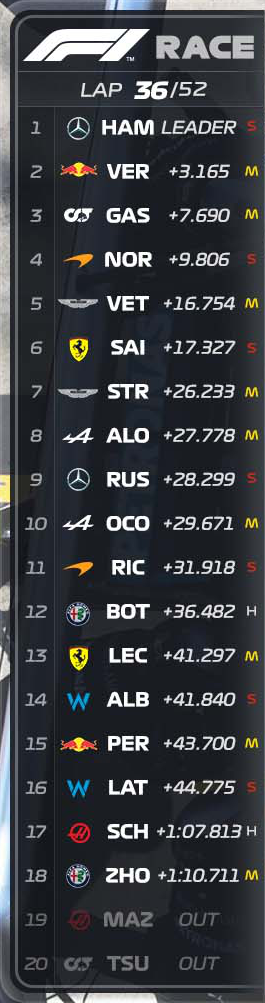 F1 RACE
LAP 36/52
1 HAM LEADER S
2 VER +3.165 M
3 GAS +7.690 M
4 NOR +9.806 S
5 VET +16.754 M
6 SAI +17.327 S
7 STR +26.233 M
8 ALO +27.778 M
9 RUS +28.299 S
10 OCO +29.671 M
11 RIC +31.918 S
12 BOT +36.482 H
13 LEC +41.297 M
14 ALB +41.840 S
15 PER +43.700 M
16 LAT +44.775 S
17 SCH +1:07.813 H
18 ZHO +1:10.711 M
19 MAZ OUT
20 TSU OUT